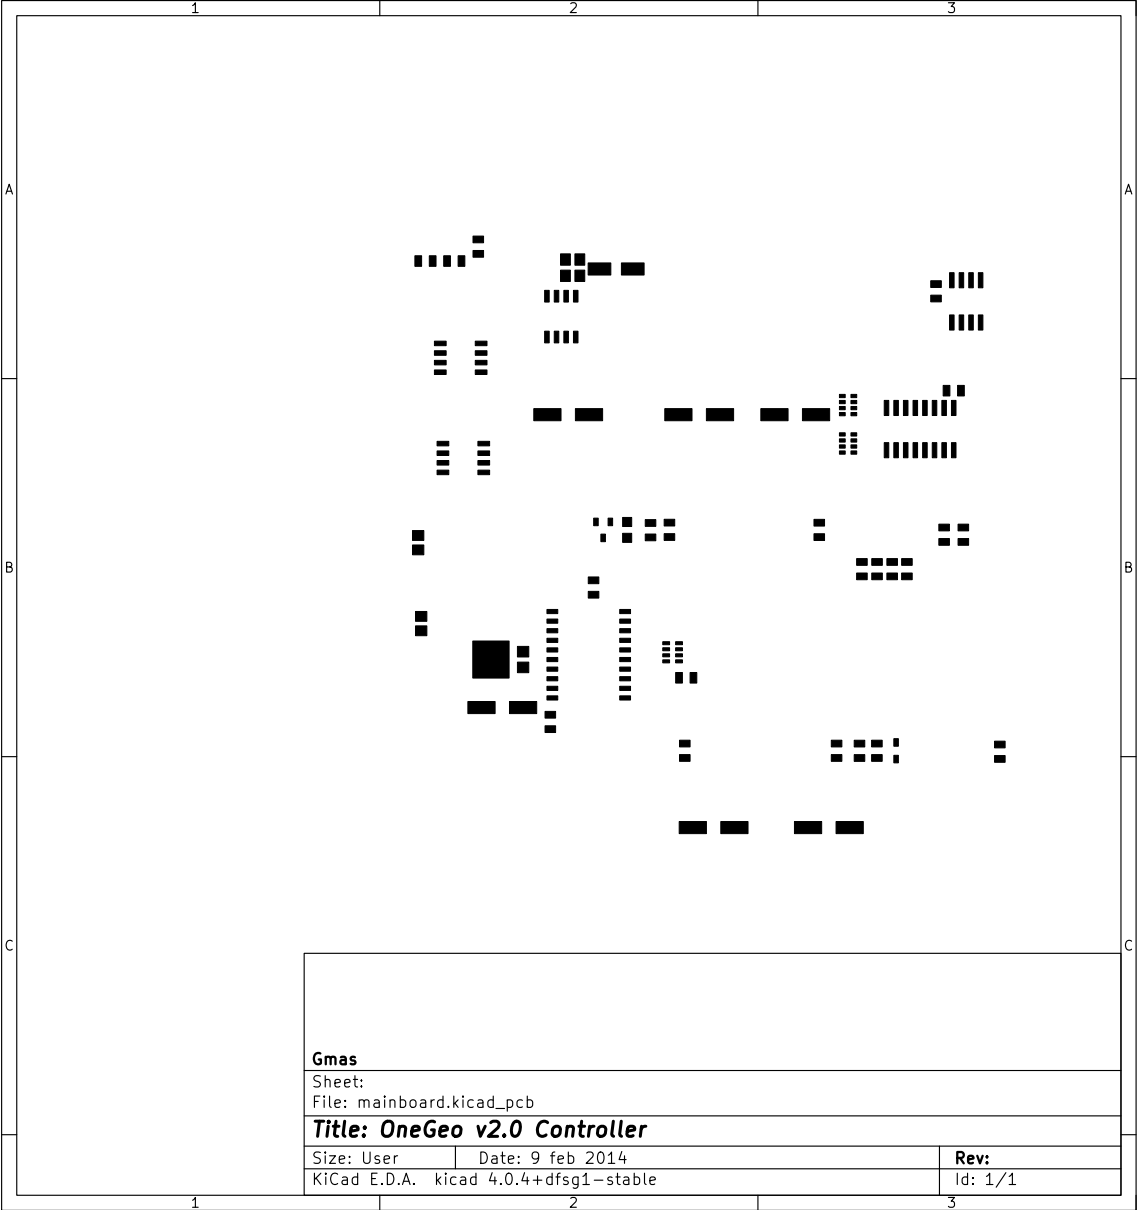 1 2 3
A A
B B
C C
Gmas
Sheet:
File: mainboard.kicad_pcb
Title: OneGeo v2.0 Controller
Size: User Date: 9 feb 2014 Rev:
KiCad E.D.A. kicad 4.0.4+dfsg1-stable Id: 1/1
1 2 3